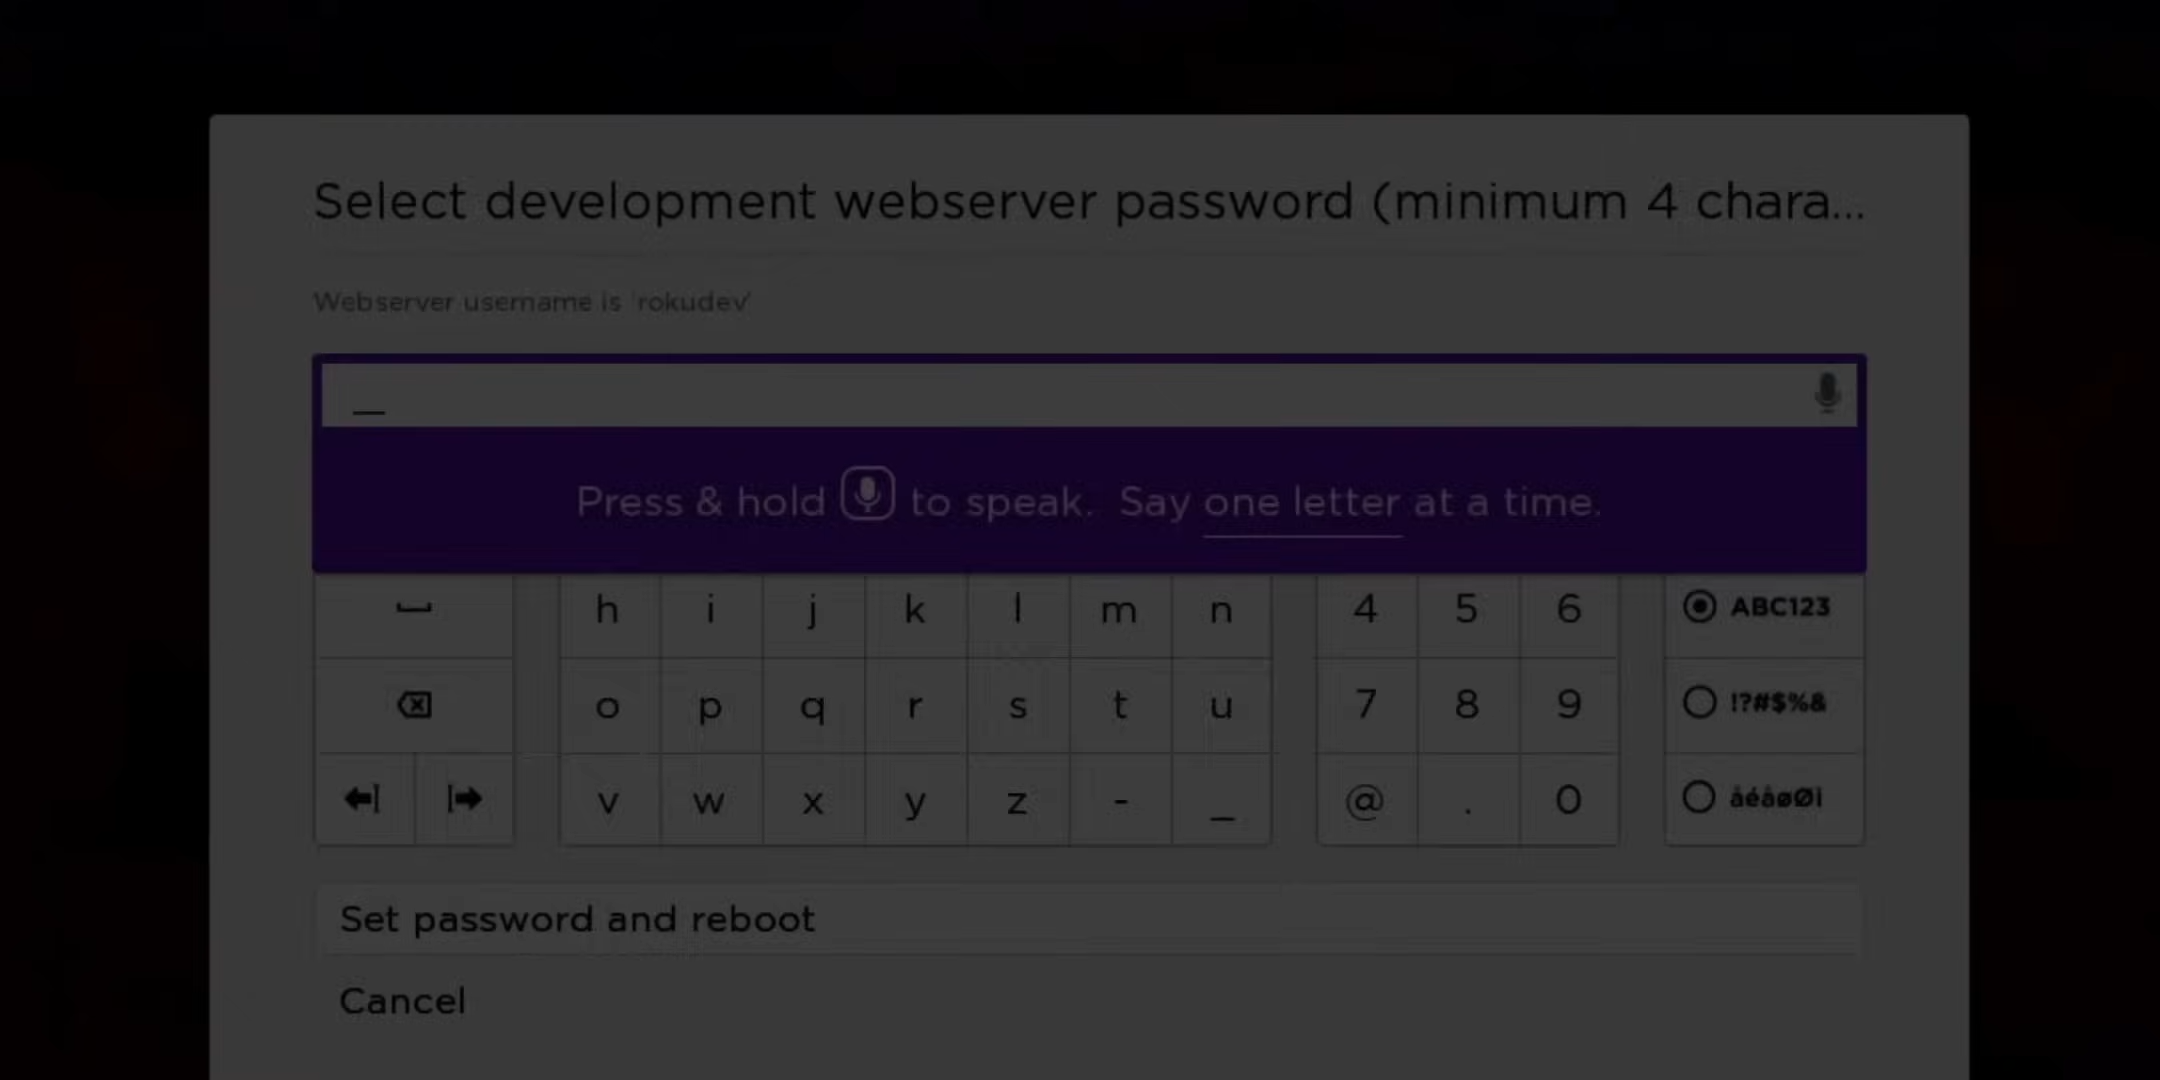 Select development webserver password (minimum 4 chara...
Webserver username is 'rokudev'
_
Press & hold to speak. Say one letter at a time.
h i j k l m n 4 5 6 ABC123
o p q r s t u 7 8 9 !?#$%&
v w x y z - _ @ . 0
Set password and reboot
Cancel